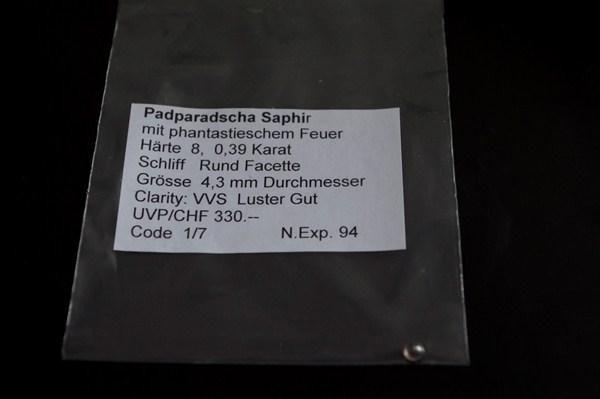 Padparadscha Saphir
mit phantastieschem Feuer
Härte 8, 0,39 Karat
Schliff Rund Facette
Grösse 4,3 mm Durchmesser
Clarity: VVS Luster Gut
UVP/CHF 330.--
Code 1/7 N.Exp. 94